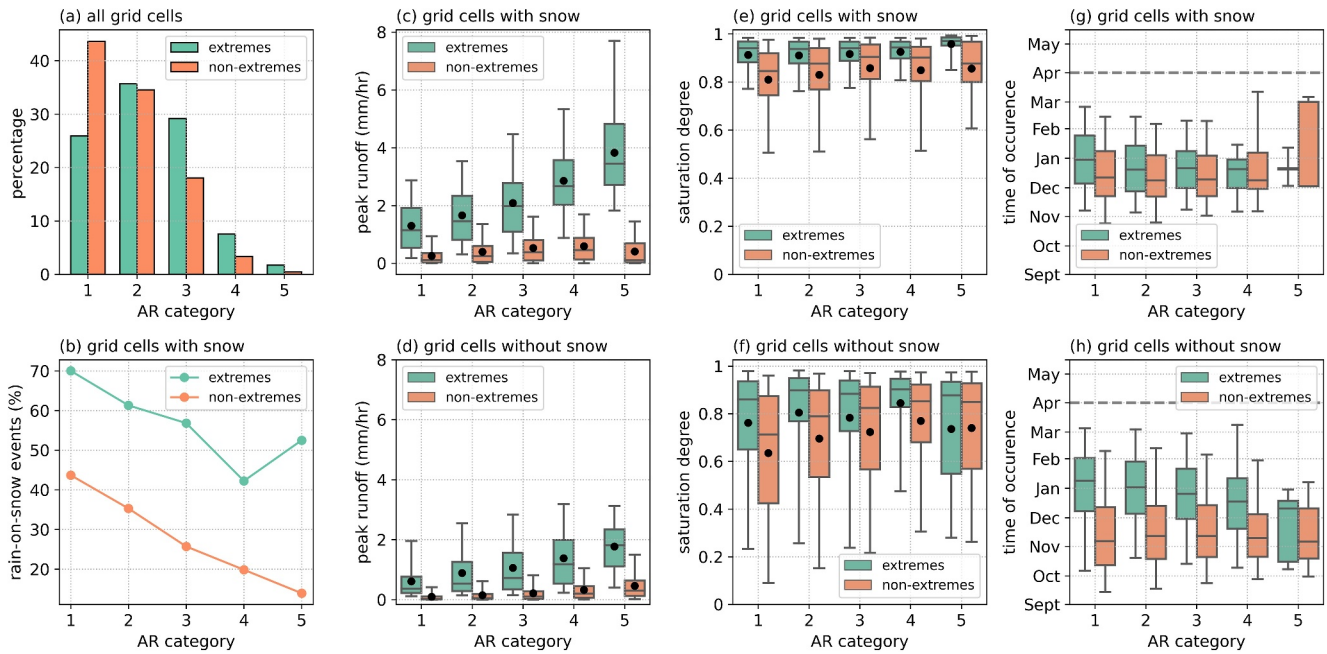 (a) all grid cells
percentage
40
30
20
10
0
extremes
non-extremes
1 2 3 4 5
AR category
(c) grid cells with snow
peak runoff (mm/hr)
8
6
4
2
0
extremes
non-extremes
1 2 3 4 5
AR category
(e) grid cells with snow
saturation degree
1
0.8
0.6
0.4
0.2
0
extremes
non-extremes
1 2 3 4 5
AR category
(g) grid cells with snow
time of occurence
May
Apr
Mar
Feb
Jan
Dec
Nov
Oct
Sept
extremes
non-extremes
1 2 3 4 5
AR category
(b) grid cells with snow
rain-on-snow events (%)
70
60
50
40
30
20
extremes
non-extremes
1 2 3 4 5
AR category
(d) grid cells without snow
peak runoff (mm/hr)
8
6
4
2
0
extremes
non-extremes
1 2 3 4 5
AR category
(f) grid cells without snow
saturation degree
1
0.8
0.6
0.4
0.2
0
extremes
non-extremes
1 2 3 4 5
AR category
(h) grid cells without snow
time of occurence
May
Apr
Mar
Feb
Jan
Dec
Nov
Oct
Sept
extremes
non-extremes
1 2 3 4 5
AR category